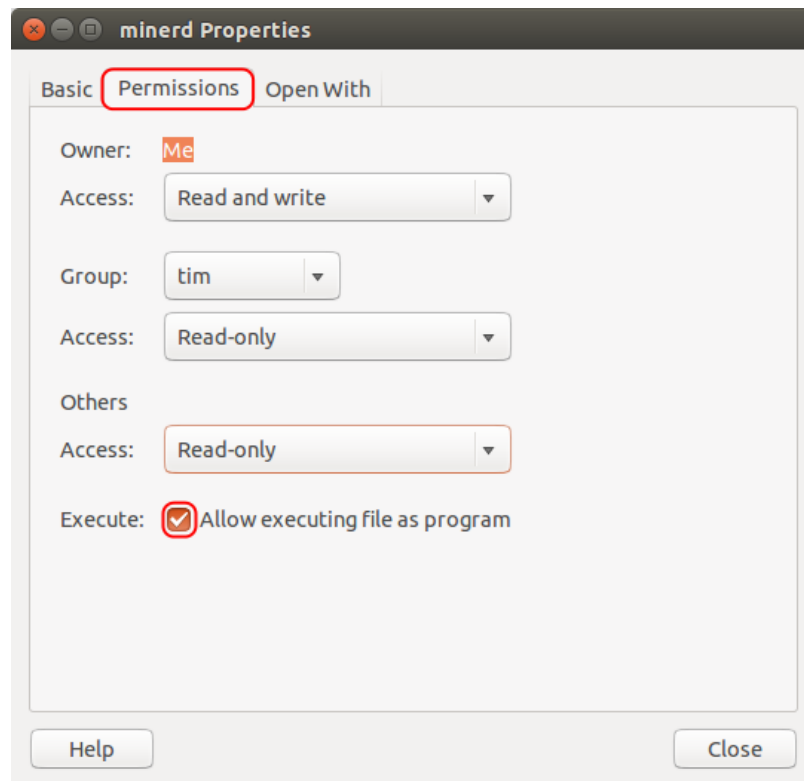 minerd Properties
Basic Permissions Open With
Owner: Me
Access: Read and write
Group: tim
Access: Read-only
Others
Access: Read-only
Execute: Allow executing file as program
Help Close